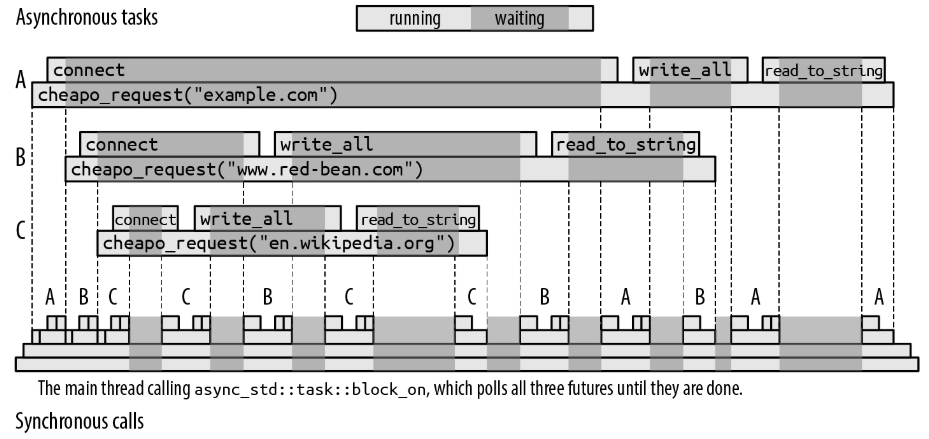 Asynchronous tasks
running waiting
A
connect write_all read_to_string
cheapo_request("example.com")
B
connect write_all read_to_string
cheapo_request("www.red-bean.com")
C
connect write_all read_to_string
cheapo_request("en.wikipedia.org")
A B C C B C C B A B A A
The main thread calling async_std::task::block_on, which polls all three futures until they are done.
Synchronous calls